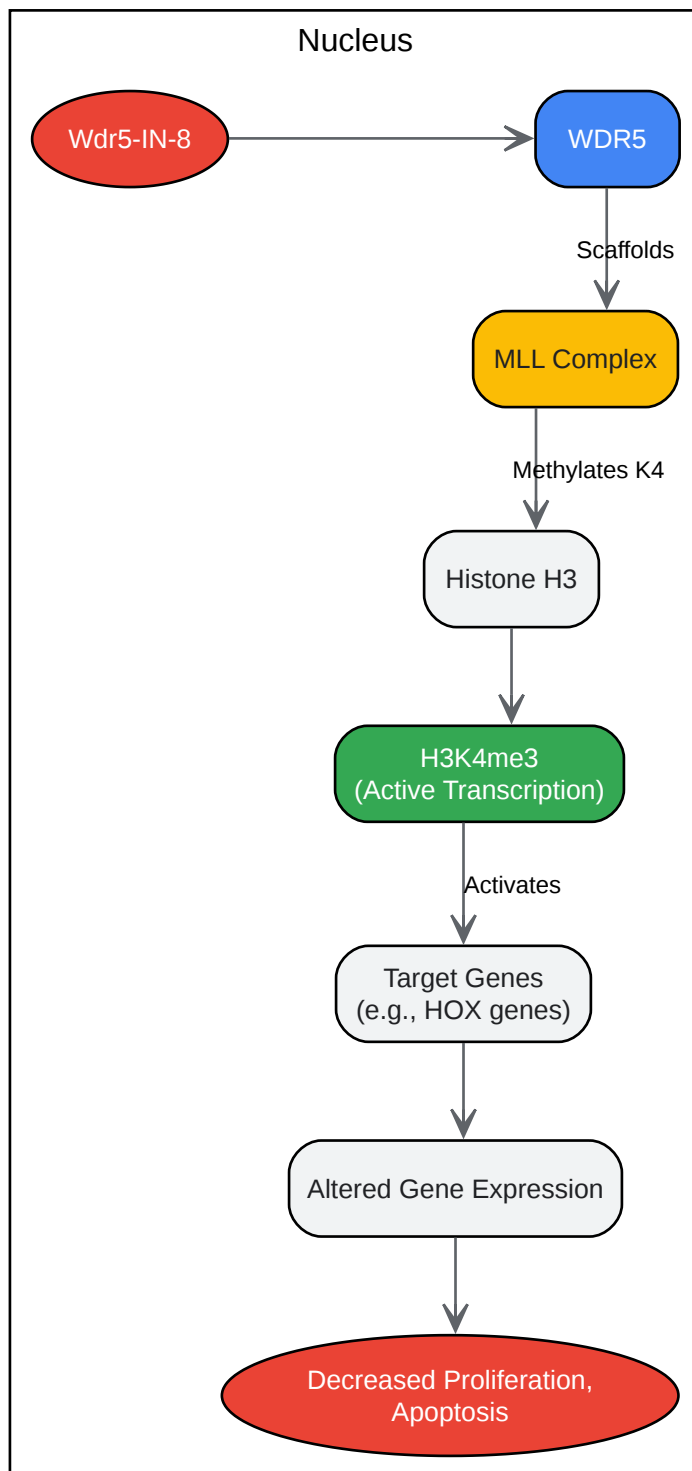 Nucleus
Wdr5-IN-8
WDR5
Scaffolds
MLL Complex
Methylates K4
Histone H3
H3K4me3
(Active Transcription)
Activates
Target Genes
(e.g., HOX genes)
Altered Gene Expression
Decreased Proliferation,
Apoptosis